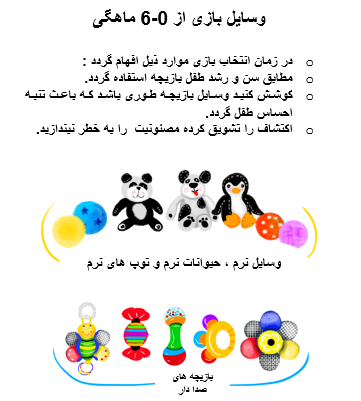 وسایل بازی از 0-6 ماهگی
o در زمان انتخاب بازی موارد ذیل افهام گردد :
o مطابق سن و رشد طفل بازیچه استفاده گردد.
o کوشش کنید وسایل بازیچه طوری باشد که باعث تنبه
احساس طفل گردد.
o اکتشاف را تشویق کرده مصئونیت را به خطر نیندازید.
وسایل نرم ، حیوانات نرم و توپ های نرم
بازیچه های
صدا دار